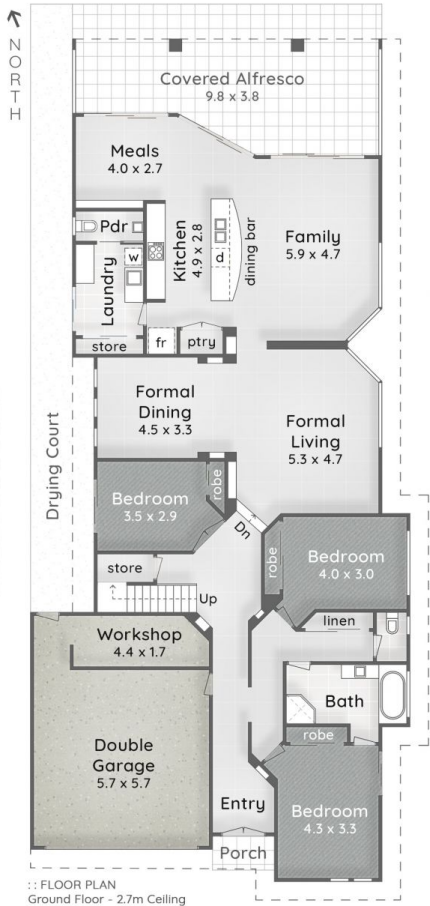 NORTH
Covered Alfresco
9.8 x 3.8
Meals
4.0 x 2.7
Pdr
w
Laundry
store
Kitchen
4.9 x 2.8
d
dining bar
Family
5.9 x 4.7
fr
ptry
Formal
Dining
4.5 x 3.3
Formal
Living
5.3 x 4.7
Drying Court
Bedroom
3.5 x 2.9
robe
Dn
robe
Bedroom
4.0 x 3.0
store
Up
linen
Workshop
4.4 x 1.7
Bath
robe
Double
Garage
5.7 x 5.7
Entry
Bedroom
4.3 x 3.3
Porch
:: FLOOR PLAN
Ground Floor - 2.7m Ceiling